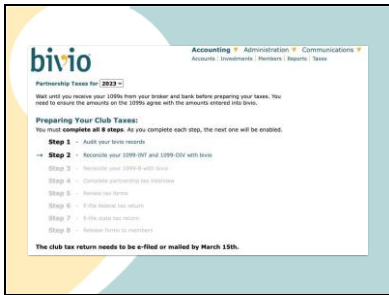 bivio
Accounting ▼ Administration ▼ Communications ▼
Accounts | Investments | Members | Reports | Taxes
Partnership Taxes for 2023
Wait until you receive your 1099s from your broker and bank before preparing your taxes. You
need to ensure the amounts on the 1099s agree with the amounts entered into bivio.
Preparing Your Club Taxes:
You must complete all 8 steps. As you complete each step, the next one will be enabled.
Step 1 - Audit your bivio records
→ Step 2 - Reconcile your 1099-INT and 1099-DIV with bivio
Step 3 - Reconcile your 1099-B with bivio
Step 4 - Complete partnership tax interview
Step 5 - Review tax forms
Step 6 - E-file federal tax return
Step 7 - E-file state tax return
Step 8 - Release forms to members
The club tax return needs to be e-filed or mailed by March 15th.